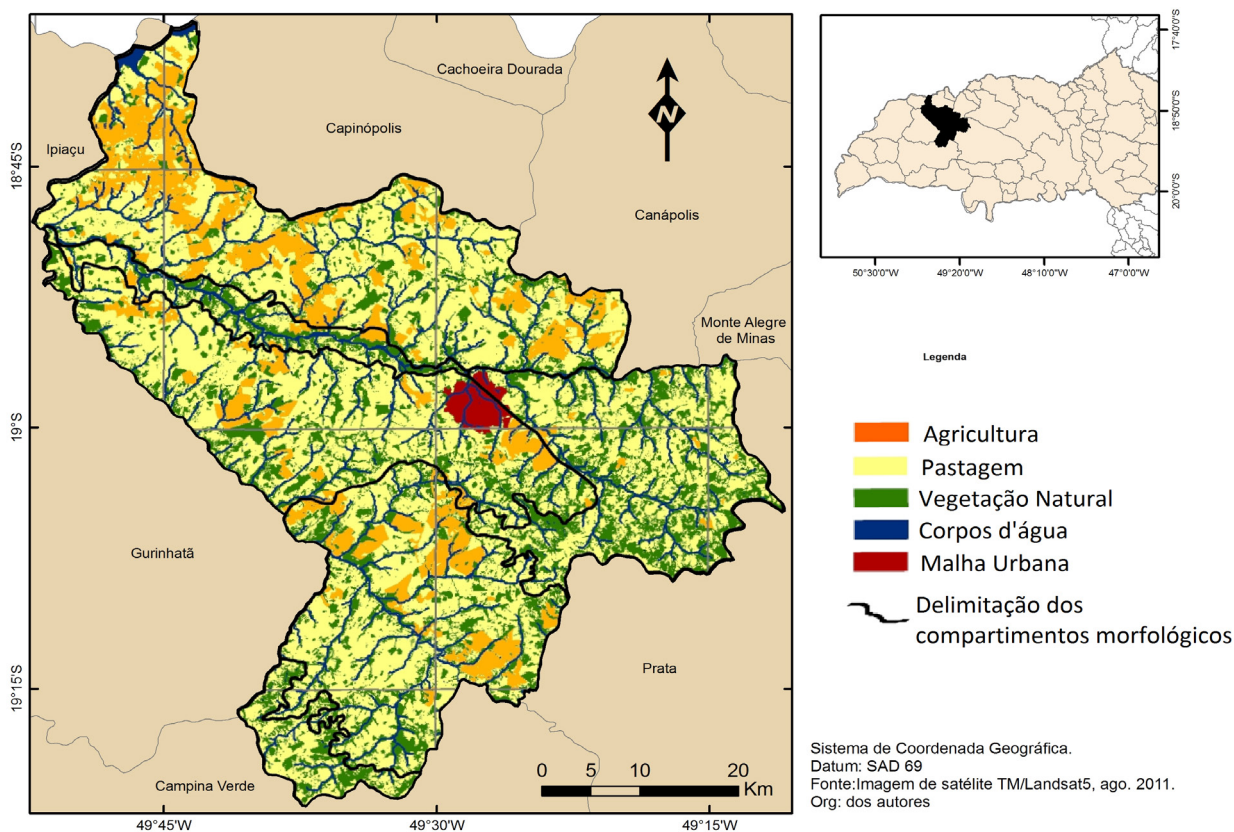 Cachoeira Dourada
Capinópolis
Ipiaçu
Canápolis
Monte Alegre
de Minas
Gurinhatã
Prata
Campina Verde
N
18°45'S
19°S
19°15'S
49°45'W
49°30'W
49°15'W
0 5 10 20
Km
17°40'0"S
18°50'0"S
20°0'0"S
50°30'0"W
49°20'0"W
48°10'0"W
47°0'0"W
Legenda
Agricultura
Pastagem
Vegetação Natural
Corpos d'água
Malha Urbana
Delimitação dos
compartimentos morfológicos
Sistema de Coordenada Geográfica.
Datum: SAD 69
Fonte:Imagem de satélite TM/Landsat5, ago. 2011.
Org: dos autores